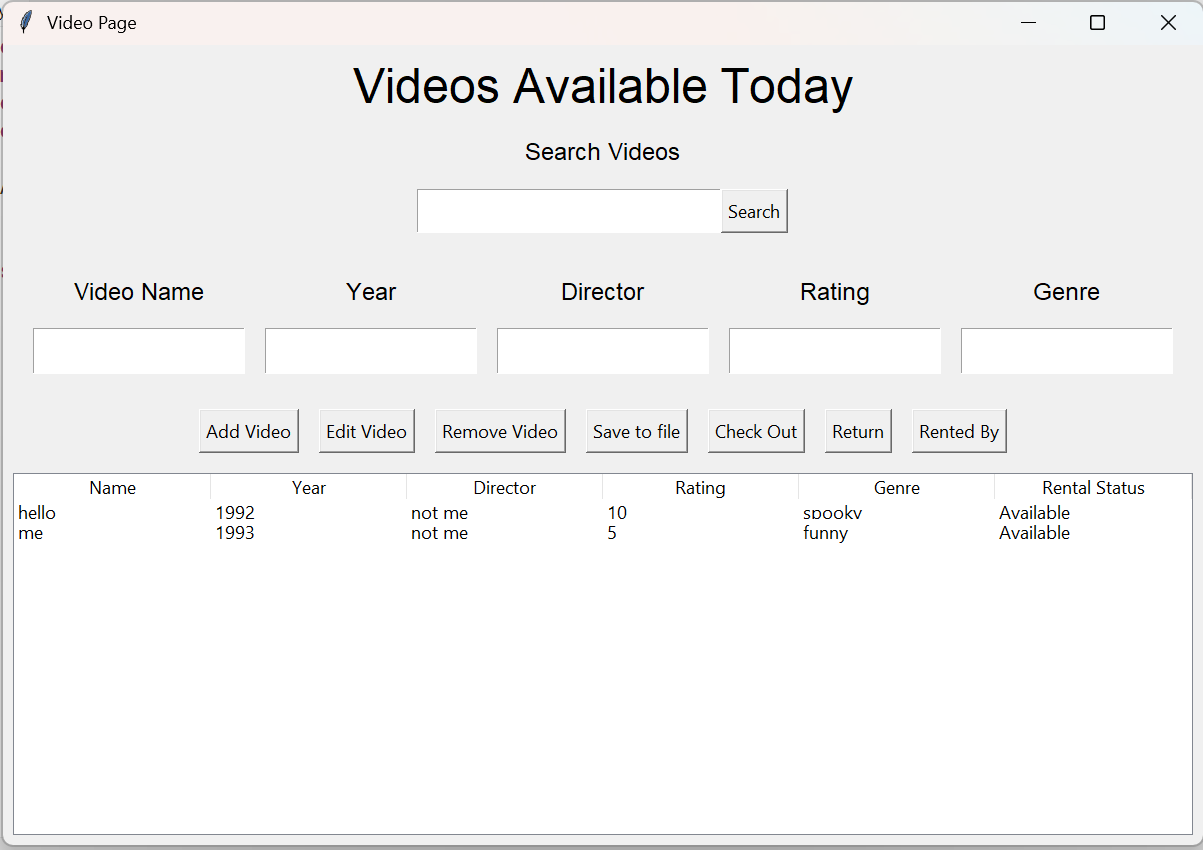 Video Page
Videos Available Today
Search Videos
Search
Video Name Year Director Rating Genre
Add Video Edit Video Remove Video Save to file Check Out Return Rented By
Name Year Director Rating Genre Rental Status
hello 1992 not me 10 spooky Available
me 1993 not me 5 funny Available